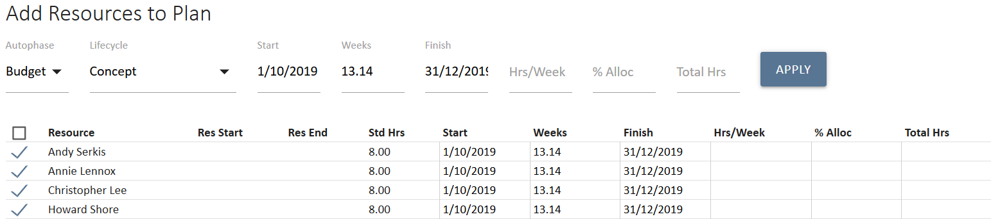 Add Resources to Plan
Autophase Lifecycle Start Weeks Finish
Budget Concept 1/10/2019 13.14 31/12/2019 Hrs/Week % Alloc Total Hrs APPLY
Resource Res Start Res End Std Hrs Start Weeks Finish Hrs/Week % Alloc Total Hrs
Andy Serkis 8.00 1/10/2019 13.14 31/12/2019
Annie Lennox 8.00 1/10/2019 13.14 31/12/2019
Christopher Lee 8.00 1/10/2019 13.14 31/12/2019
Howard Shore 8.00 1/10/2019 13.14 31/12/2019